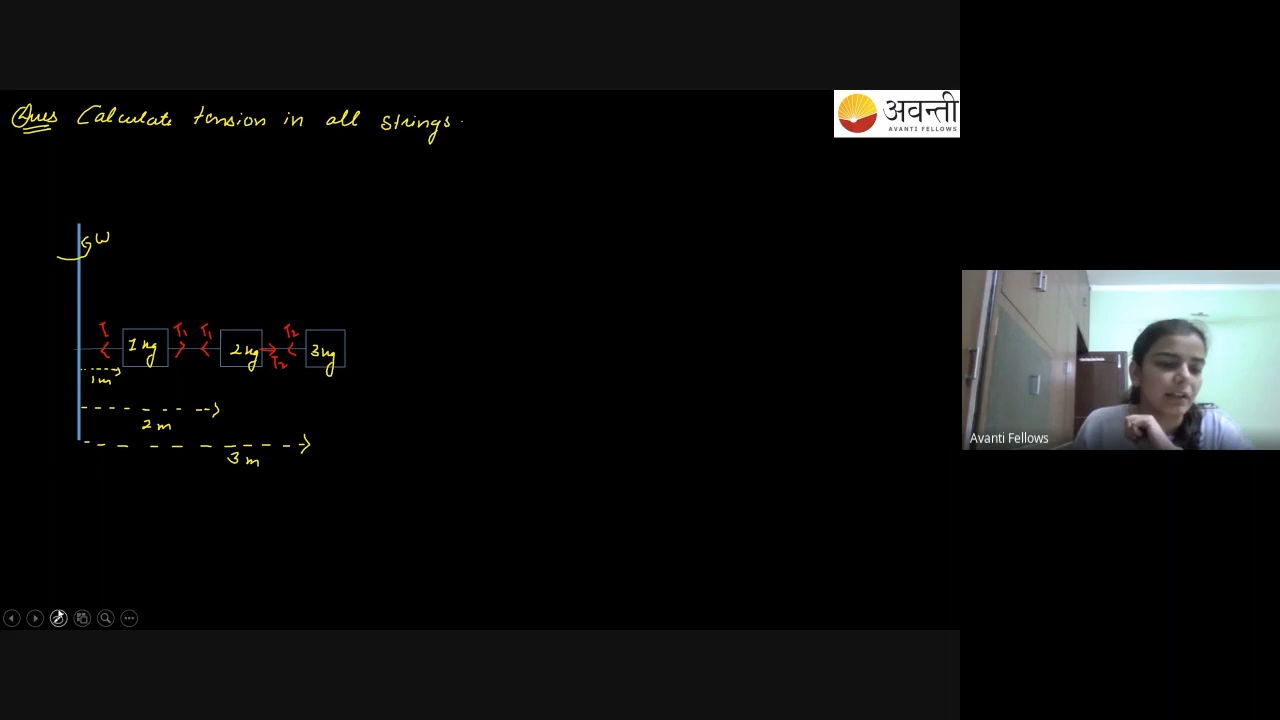 Ques Calculate tension in all strings.
अवन्ती
AVANTI FELLOWS
ω
T T₁ T₁ T₂
1 kg 2 kg 3 kg
T₂
1 m
2 m
3 m
Avanti Fellows